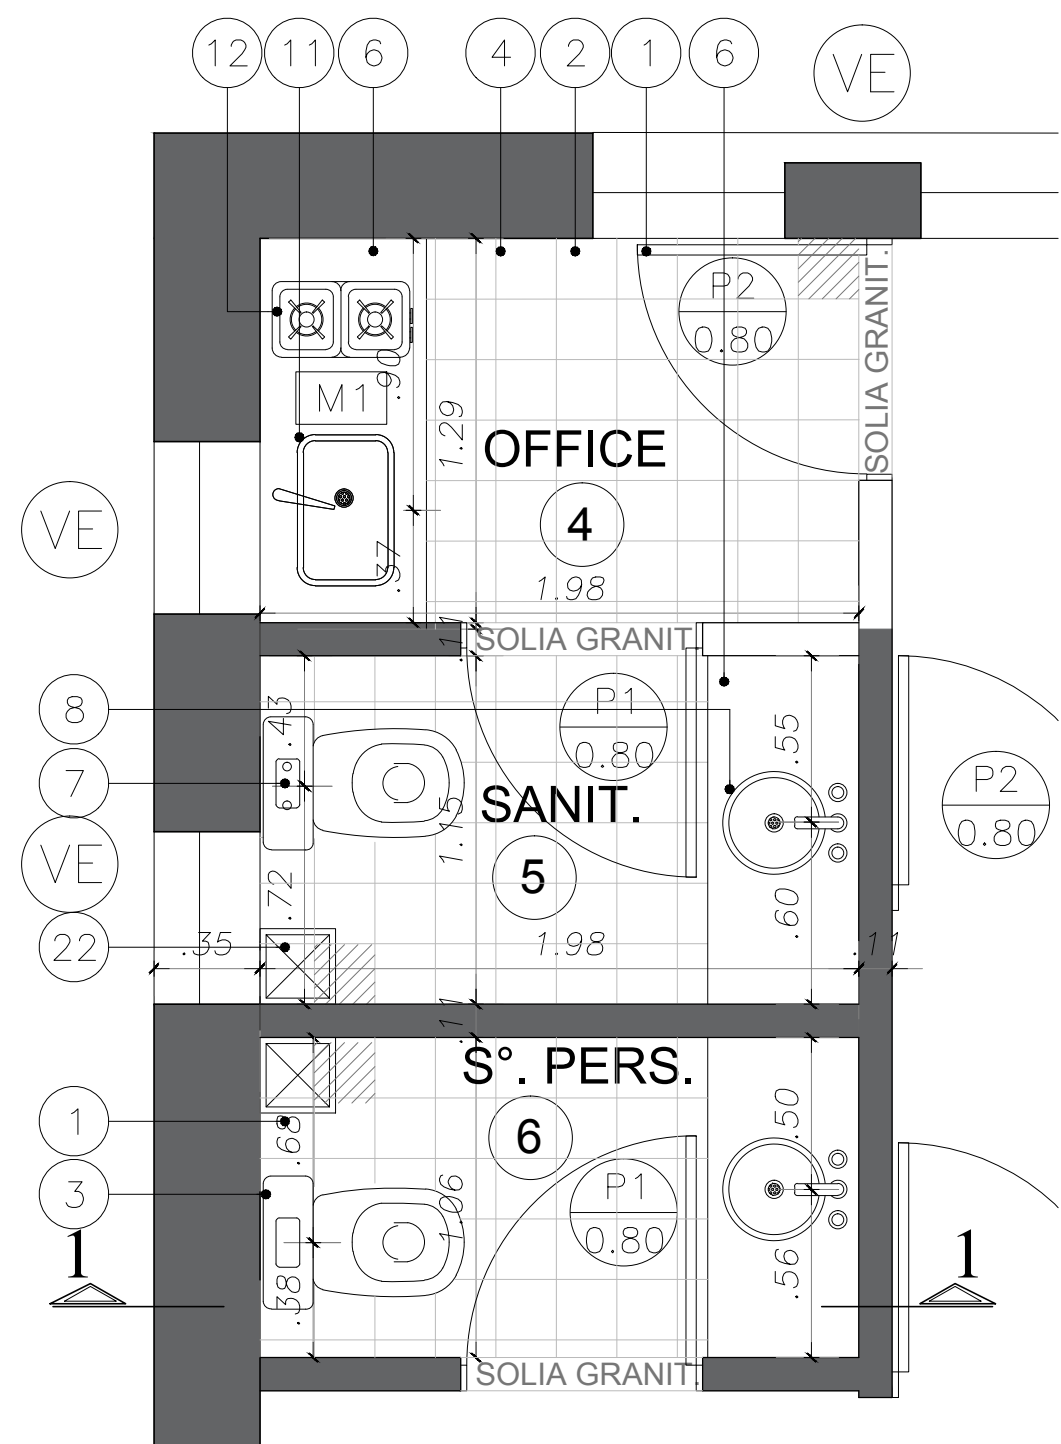 12 11 6 4 2 1 6 VE
P2
0.80
SOLIA GRANIT.
M1
.90
1.29
OFFICE
4
VE
.37
1.98
.11
SOLIA GRANIT.
8
.43
P1
0.80
.55
7
SANIT.
1.15
P2
0.80
VE
5
.72
.60
22
.35
1.98
.11
.11
S°. PERS.
1
.68
6
.50
3
P1
0.80
1.06
1
.38
.56
1
SOLIA GRANIT.